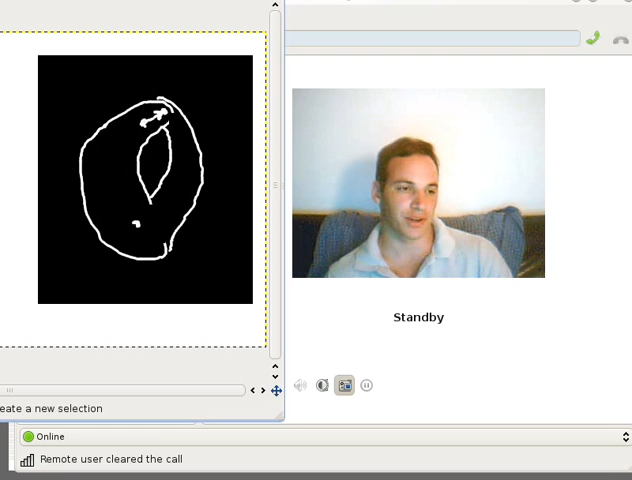 Standby
eate a new selection
Online
Remote user cleared the call